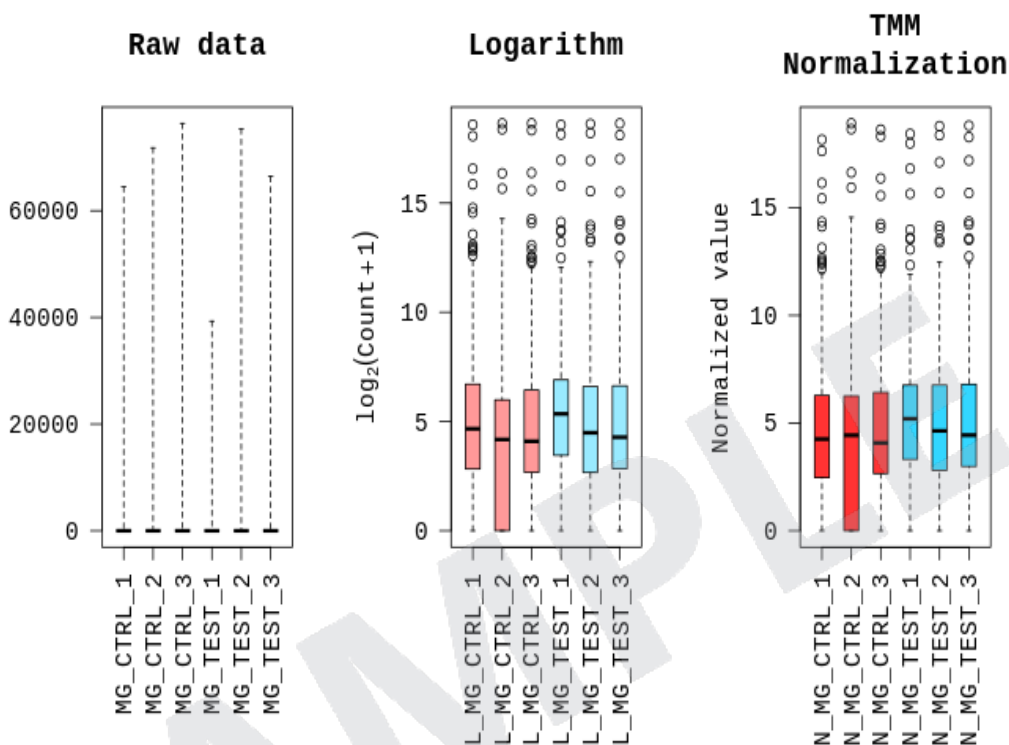 Raw data
60000
40000
20000
0
MG_CTRL_1
MG_CTRL_2
MG_CTRL_3
MG_TEST_1
MG_TEST_2
MG_TEST_3
Logarithm
log₂(Count+1)
15
10
5
0
L_MG_CTRL_1
L_MG_CTRL_2
L_MG_CTRL_3
L_MG_TEST_1
L_MG_TEST_2
L_MG_TEST_3
TMM
Normalization
Normalized value
15
10
5
0
N_MG_CTRL_1
N_MG_CTRL_2
N_MG_CTRL_3
N_MG_TEST_1
N_MG_TEST_2
N_MG_TEST_3
AMPLE